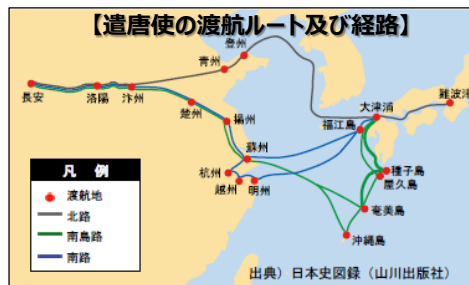 【遣唐使の渡航ルート及び経路】
登州
青州
難波津
長安
洛陽
汴州
大津浦
楚州
福江島
揚州
蘇州
杭州
越州
明州
種子島
屋久島
奄美島
沖縄島
凡 例
渡航地
北路
南島路
南路
出典）日本史図録（山川出版社）